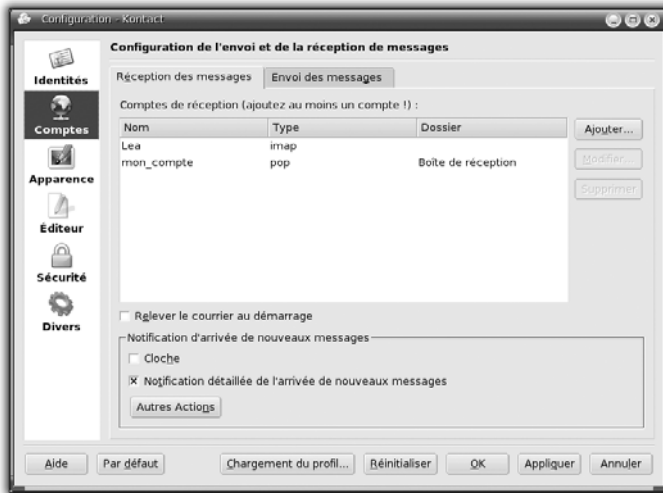 Configuration - Kontact
Identités
Comptes
Apparence
Éditeur
Sécurité
Divers
Configuration de l'envoi et de la réception de messages
Réception des messages
Envoi des messages
Comptes de réception (ajoutez au moins un compte !) :
Nom Type Dossier
Lea imap
mon_compte pop Boîte de réception
Ajouter...
Modifier...
Supprimer
Relever le courrier au démarrage
Notification d'arrivée de nouveaux messages
Cloche
Notification détaillée de l'arrivée de nouveaux messages
Autres Actions
Aide Par défaut Chargement du profil... Réinitialiser OK Appliquer Annuler